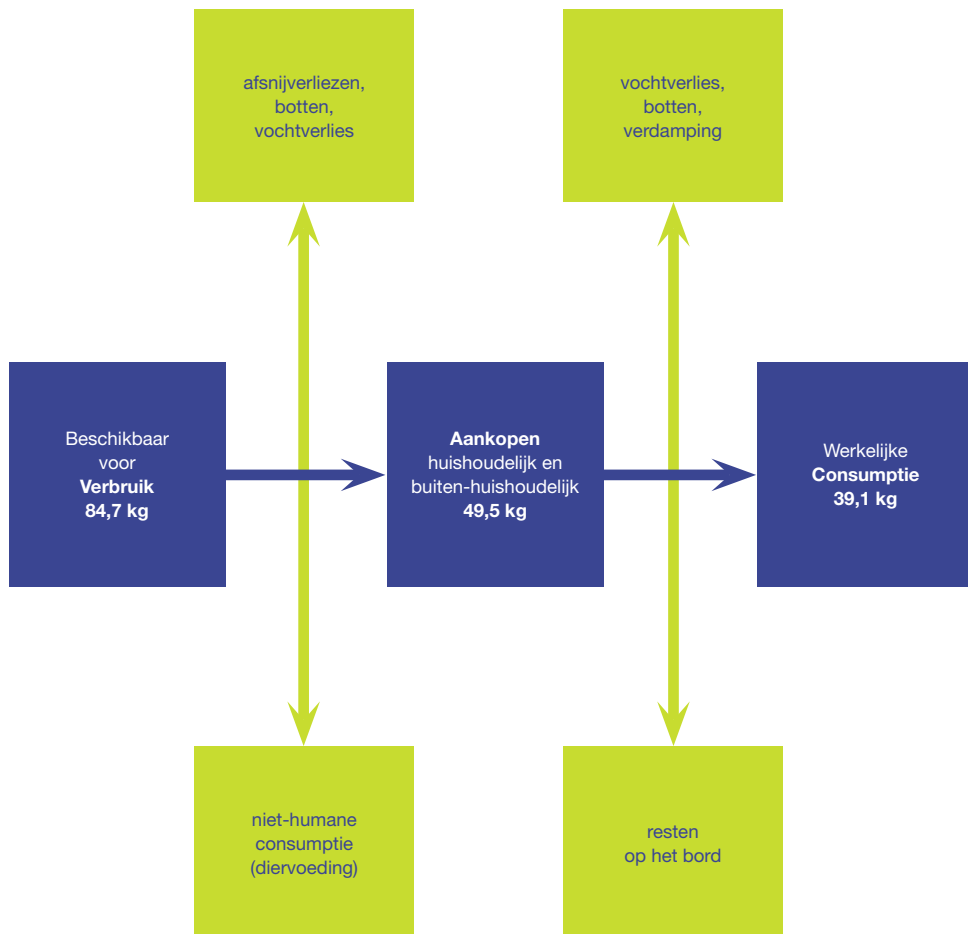 afsnijverliezen,
botten,
vochtverlies
vochtverlies,
botten,
verdamping
Beschikbaar
voor
Verbruik
84,7 kg
Aankopen
huishoudelijk en
buiten-huishoudelijk
49,5 kg
Werkelijke
Consumptie
39,1 kg
niet-humane
consumptie
(diervoeding)
resten
op het bord